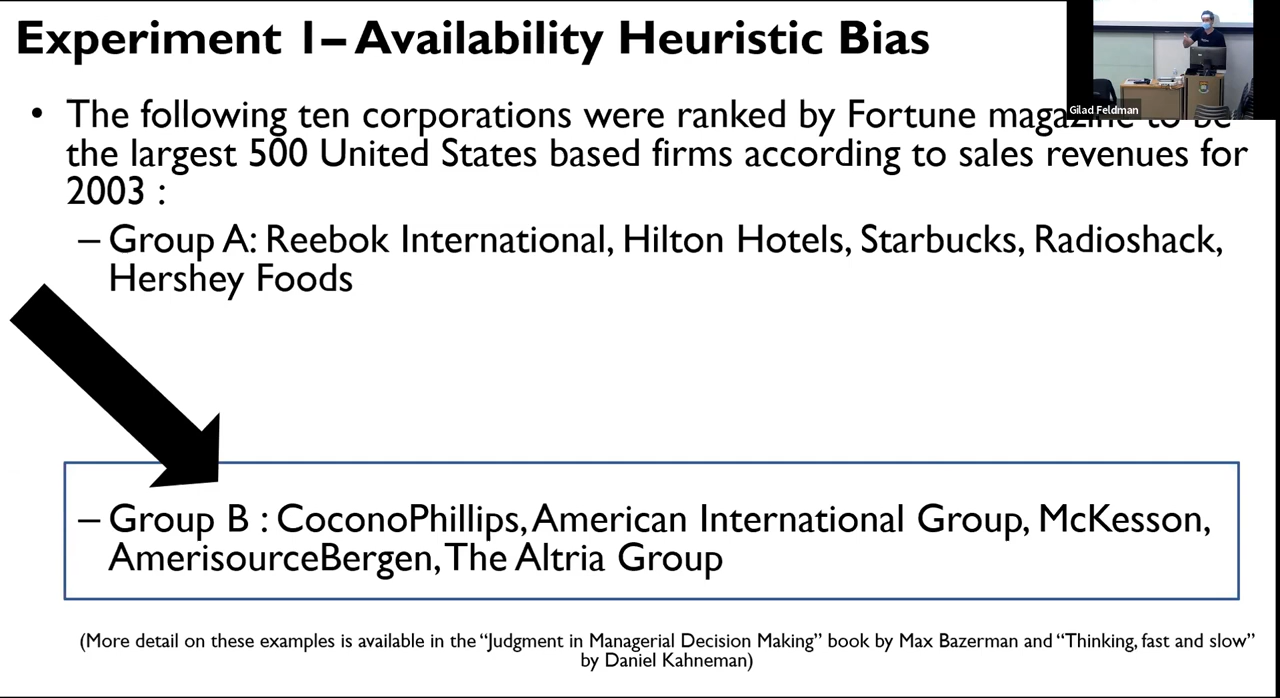 Experiment 1– Availability Heuristic Bias
Gilad Feldman
• The following ten corporations were ranked by Fortune magazine to be
the largest 500 United States based firms according to sales revenues for
2003 :
– Group A: Reebok International, Hilton Hotels, Starbucks, Radioshack,
Hershey Foods
– Group B : CoconoPhillips, American International Group, McKesson,
AmerisourceBergen, The Altria Group
(More detail on these examples is available in the “Judgment in Managerial Decision Making” book by Max Bazerman and “Thinking, fast and slow”
by Daniel Kahneman)